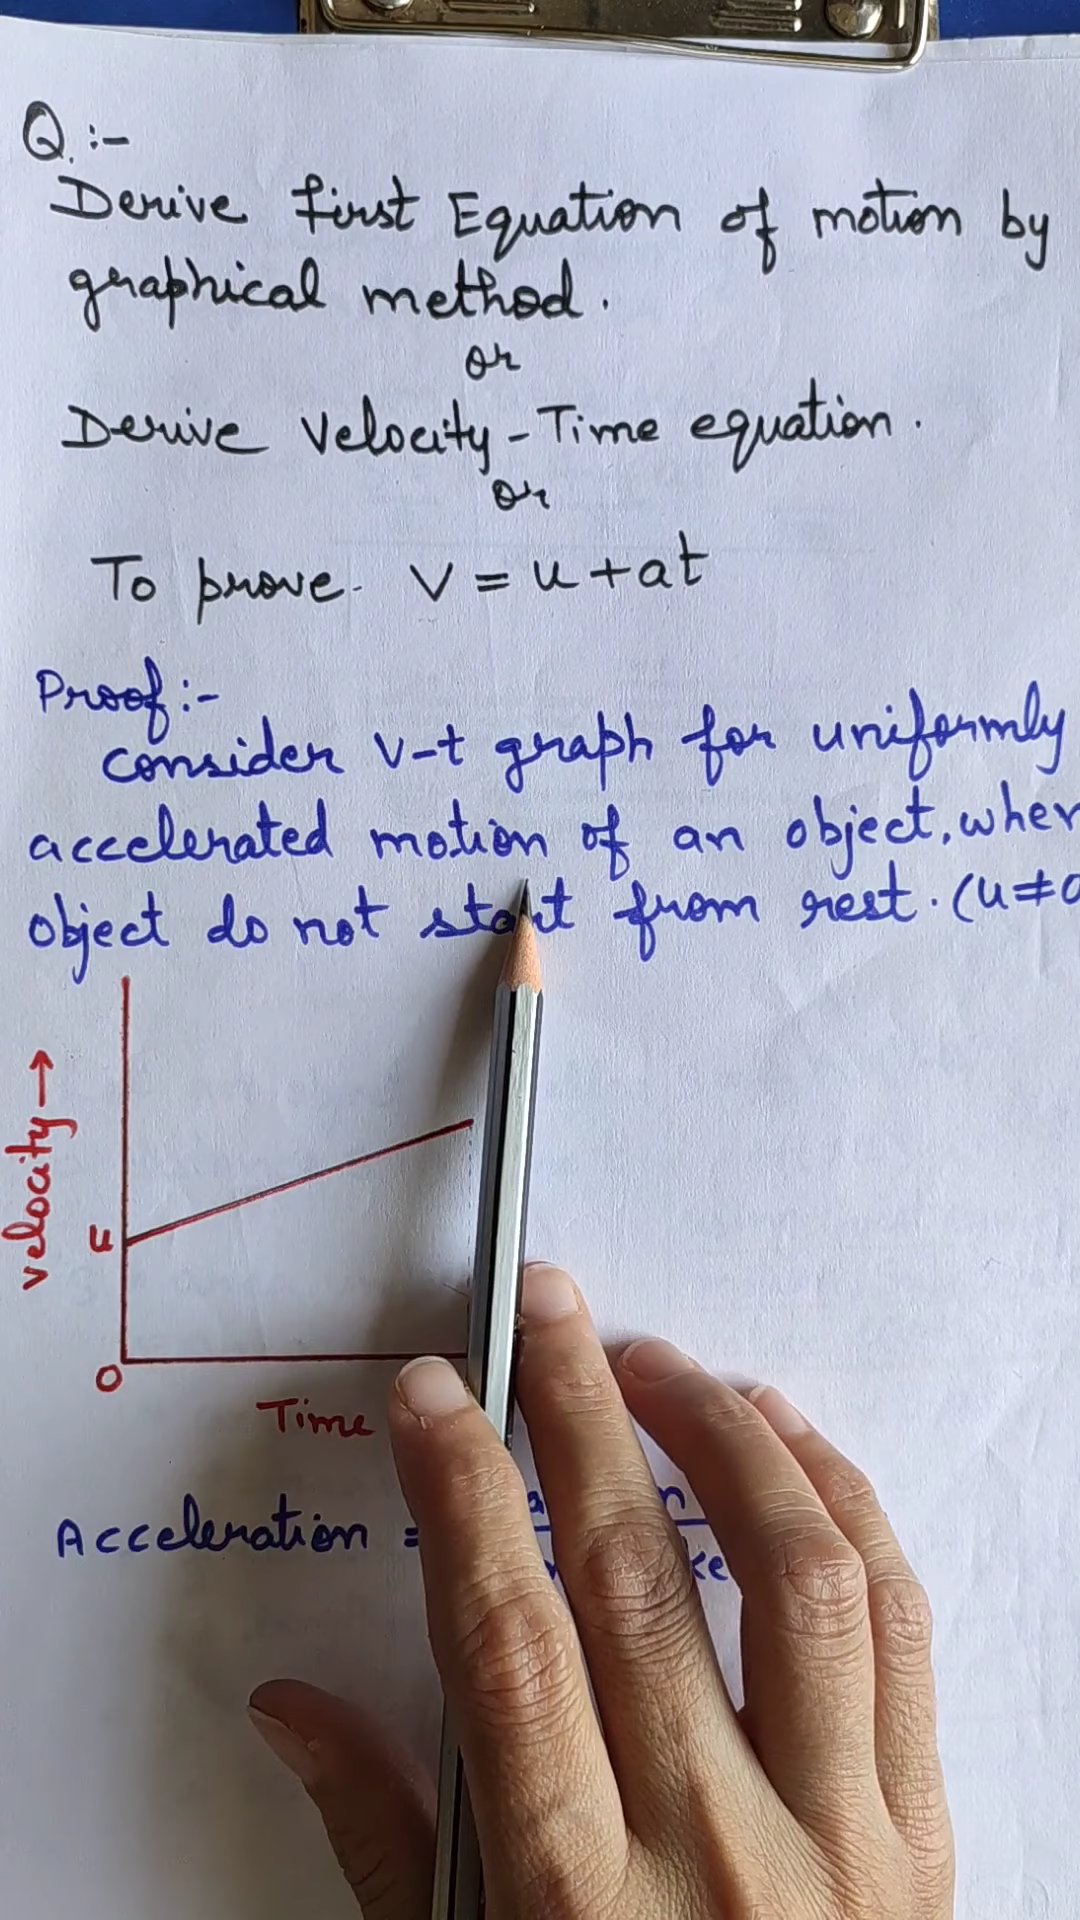 Q. :-
Derive first Equation of motion by
graphical method.
or
Derive Velocity-Time equation.
or
To prove. V = u + at
Proof :-
consider v-t graph for uniformly
accelerated motion of an object, wher
object do not start from rest. (u≠0
velocity →
u
O
Time
Acceleration =